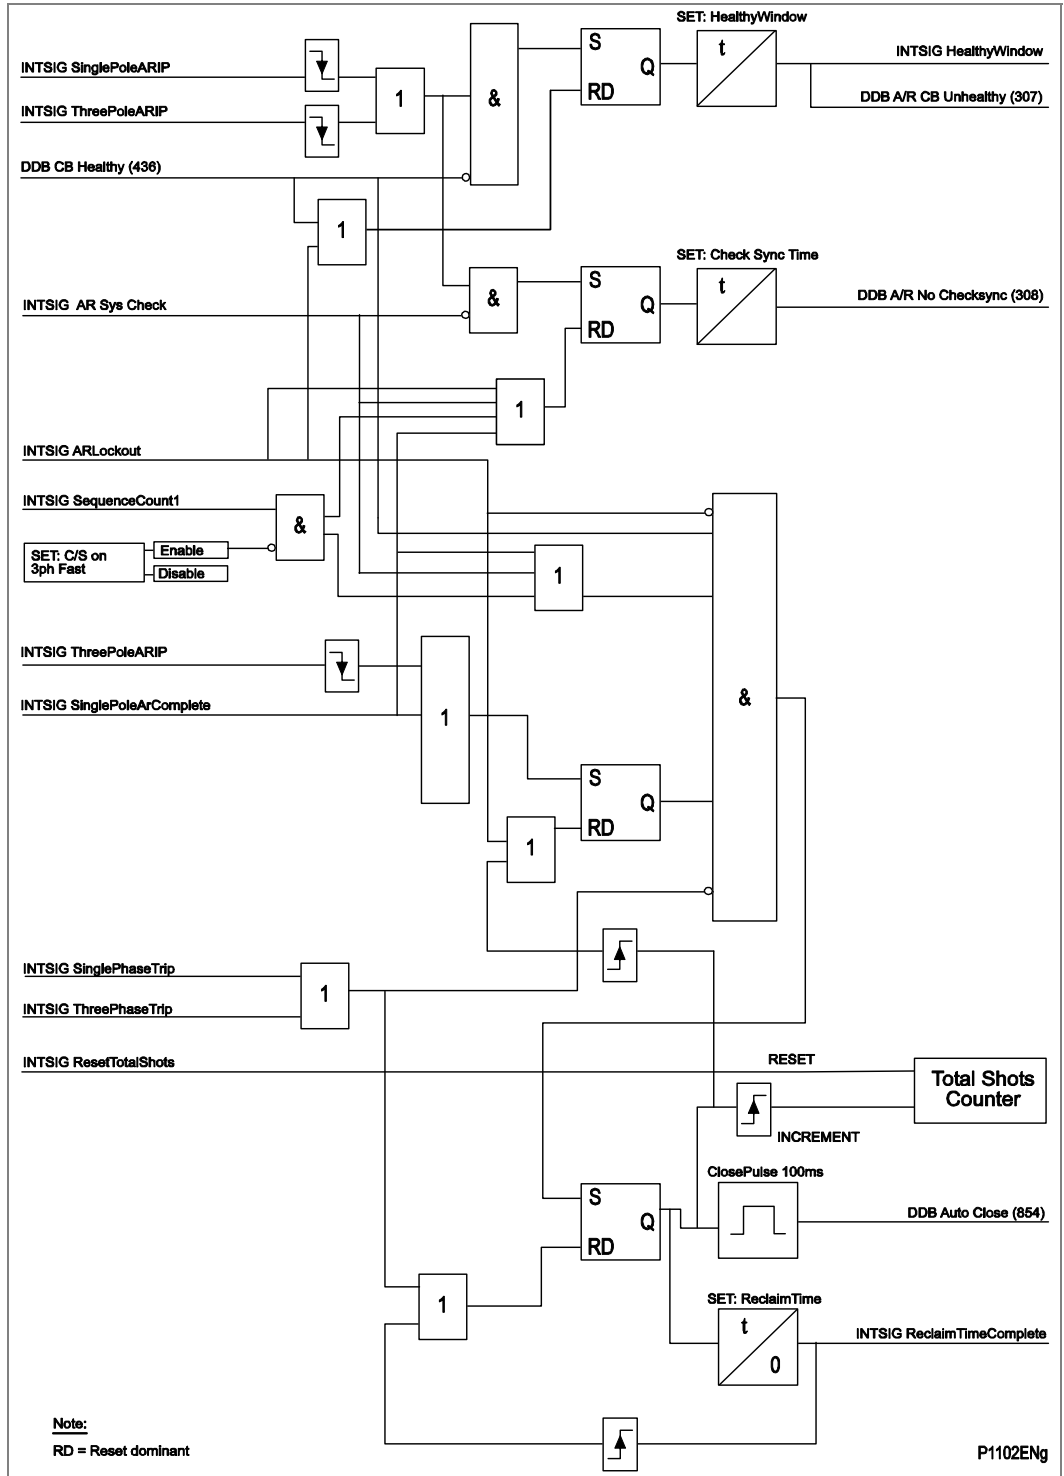 SET: HealthyWindow
INTSIG SinglePoleARIP
S
t
INTSIG HealthyWindow
Q
1
&
RD
DDB A/R CB Unhealthy (307)
INTSIG ThreePoleARIP
DDB CB Healthy (436)
1
SET: Check Sync Time
S
t
DDB A/R No Checksync (308)
INTSIG AR Sys Check
&
Q
RD
1
INTSIG ARLockout
INTSIG SequenceCount1
&
SET: C/S on
3ph Fast
Enable
Disable
1
INTSIG ThreePoleARIP
INTSIG SinglePoleArComplete
1
&
S
Q
RD
1
INTSIG SinglePhaseTrip
1
INTSIG ThreePhaseTrip
INTSIG ResetTotalShots
RESET
Total Shots
Counter
INCREMENT
ClosePulse 100ms
S
Q
DDB Auto Close (854)
RD
SET: ReclaimTime
1
t
0
INTSIG ReclaimTimeComplete
Note:
RD = Reset dominant
P1102ENg